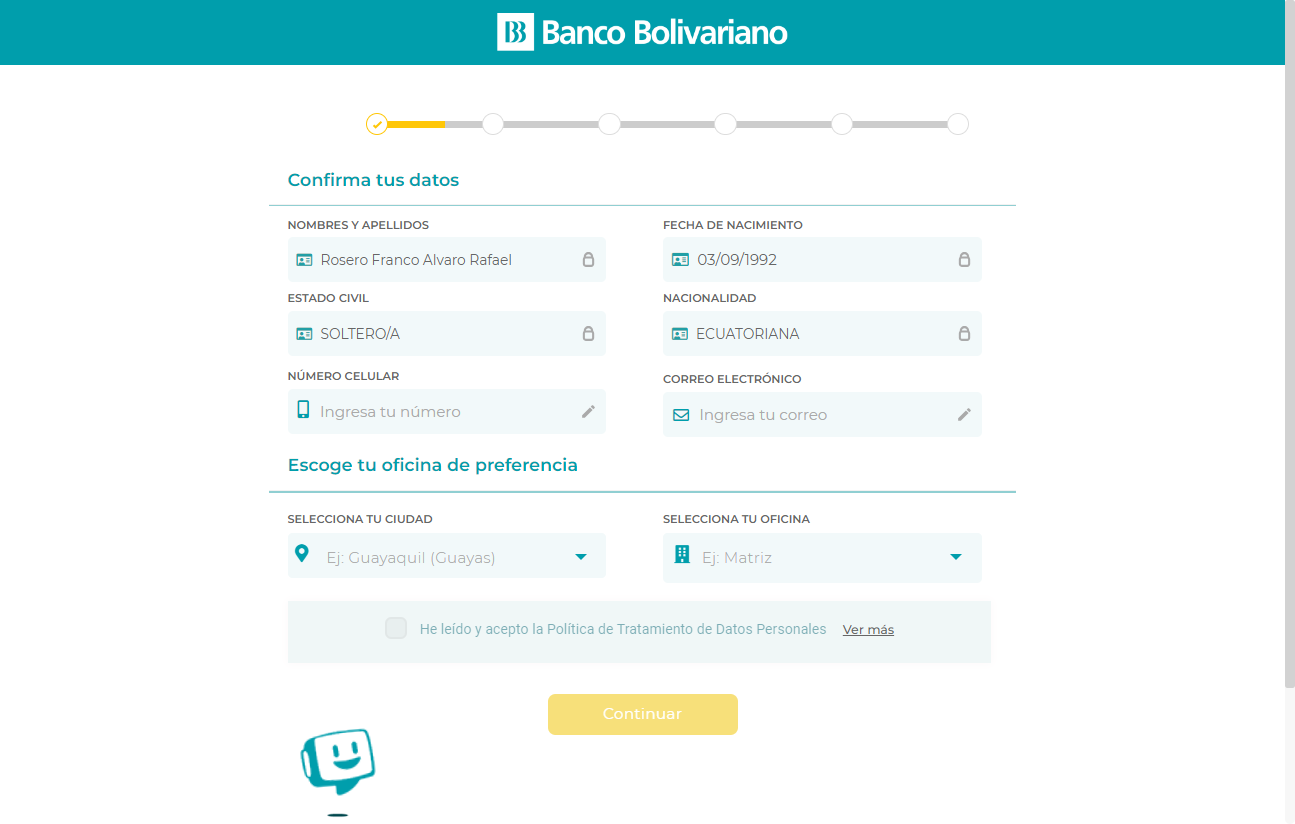 Banco Bolivariano
Confirma tus datos
NOMBRES Y APELLIDOS
FECHA DE NACIMIENTO
Rosero Franco Alvaro Rafael
03/09/1992
ESTADO CIVIL
NACIONALIDAD
SOLTERO/A
ECUATORIANA
NÚMERO CELULAR
CORREO ELECTRÓNICO
Ingresa tu número
Ingresa tu correo
Escoge tu oficina de preferencia
SELECCIONA TU CIUDAD
SELECCIONA TU OFICINA
Ej: Guayaquil (Guayas)
Ej: Matriz
He leído y acepto la Política de Tratamiento de Datos Personales Ver más
Continuar